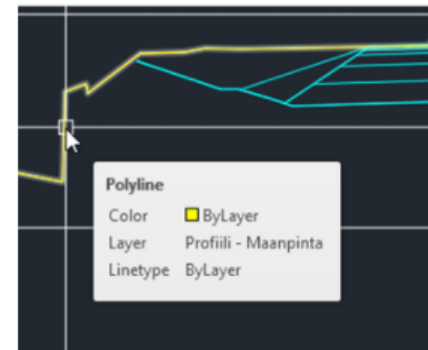 Polyline
Color ByLayer
Layer Profiili - Maanpinta
Linetype ByLayer